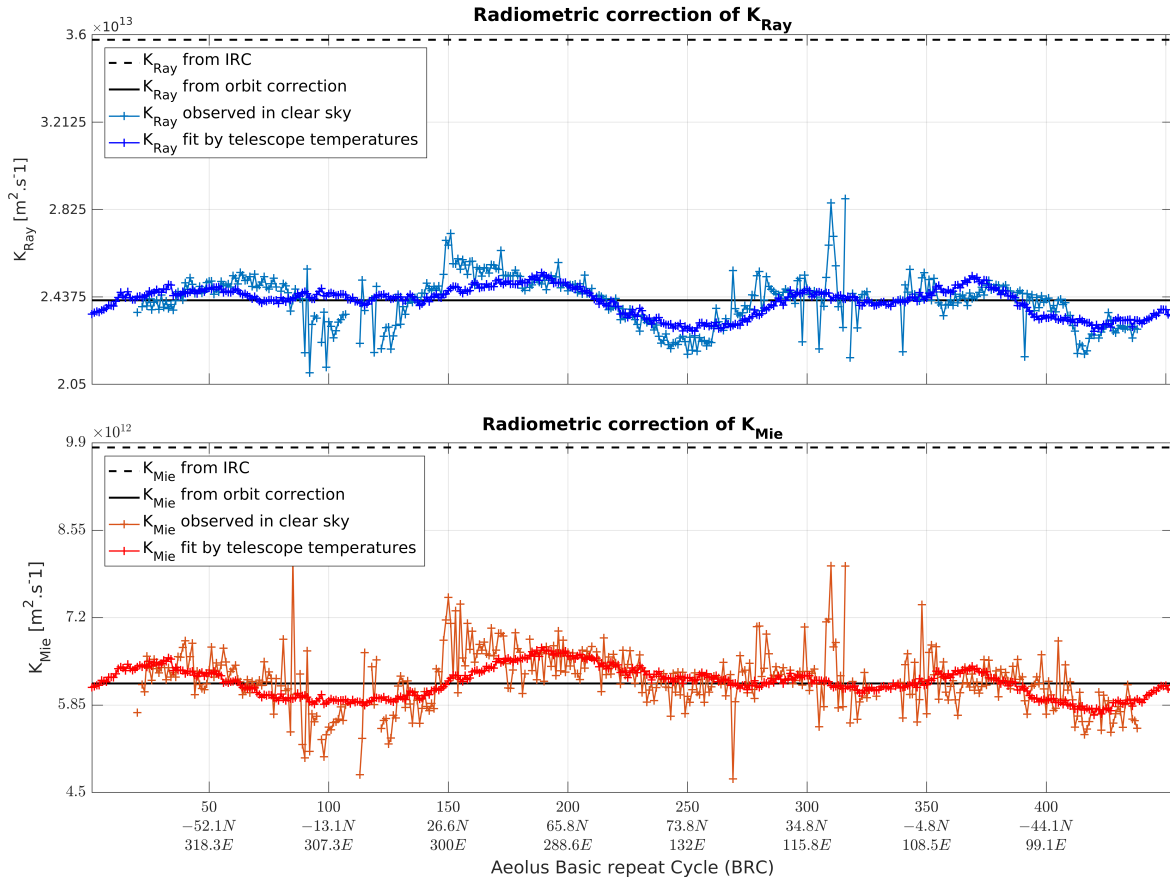 Radiometric correction of K_Ray
×10^13
3.6
3.2125
2.825
2.4375
2.05
K_Ray [m^2.s^-1]
K_Ray from IRC
K_Ray from orbit correction
K_Ray observed in clear sky
K_Ray fit by telescope temperatures
Radiometric correction of K_Mie
×10^12
9.9
8.55
7.2
5.85
4.5
K_Mie [m^2.s^-1]
K_Mie from IRC
K_Mie from orbit correction
K_Mie observed in clear sky
K_Mie fit by telescope temperatures
50 100 150 200 250 300 350 400
−52.1N −13.1N 26.6N 65.8N 73.8N 34.8N −4.8N −44.1N
318.3E 307.3E 300E 288.6E 132E 115.8E 108.5E 99.1E
Aeolus Basic repeat Cycle (BRC)